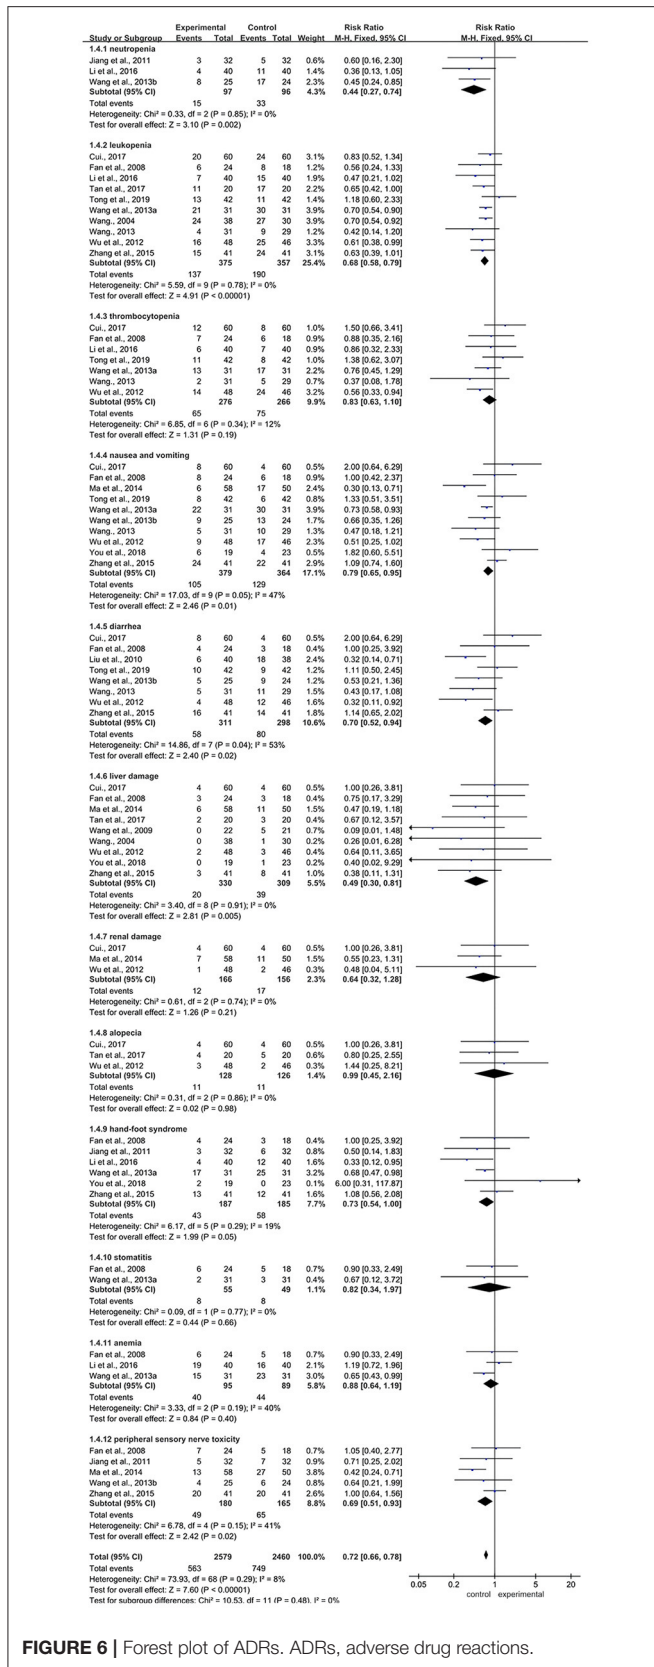 Experimental Control Risk Ratio Risk Ratio
Study or Subgroup Events Total Events Total Weight M-H. Fixed, 95% CI M-H. Fixed, 95% CI
1.4.1 neutropenia
Jiang et al., 2011 3 32 5 32 0.6% 0.60 [0.16, 2.30]
Li et al., 2016 4 40 11 40 1.2% 0.36 [0.13, 1.05]
Wang et al., 2013b 8 25 17 24 2.6% 0.45 [0.24, 0.85]
Subtotal (95% CI) 97 96 4.3% 0.44 [0.27, 0.74]
Total events 15 33
Heterogeneity: Chi² = 0.33, df = 2 (P = 0.85); I² = 0%
Test for overall effect: Z = 3.10 (P = 0.002)
1.4.2 leukopenia
Cui., 2017 20 60 24 60 3.1% 0.83 [0.52, 1.34]
Fan et al., 2008 6 24 8 18 1.2% 0.56 [0.24, 1.33]
Li et al., 2016 7 40 15 40 1.9% 0.47 [0.21, 1.02]
Tan et al., 2017 11 20 17 20 2.2% 0.65 [0.42, 1.00]
Tong et al., 2019 13 42 11 42 1.4% 1.18 [0.60, 2.33]
Wang et al., 2013a 21 31 30 31 3.9% 0.70 [0.54, 0.90]
Wang., 2004 24 38 27 30 3.9% 0.70 [0.54, 0.92]
Wang., 2013 4 31 9 29 1.2% 0.42 [0.14, 1.20]
Wu et al., 2012 16 48 25 46 3.3% 0.61 [0.38, 0.99]
Zhang et al., 2015 15 41 24 41 3.1% 0.63 [0.39, 1.01]
Subtotal (95% CI) 375 357 25.4% 0.68 [0.58, 0.79]
Total events 137 190
Heterogeneity: Chi² = 5.59, df = 9 (P = 0.78); I² = 0%
Test for overall effect: Z = 4.91 (P < 0.00001)
1.4.3 thrombocytopenia
Cui., 2017 12 60 8 60 1.0% 1.50 [0.66, 3.41]
Fan et al., 2008 7 24 6 18 0.9% 0.88 [0.35, 2.16]
Li et al., 2016 6 40 7 40 0.9% 0.86 [0.32, 2.33]
Tong et al., 2019 11 42 8 42 1.0% 1.38 [0.62, 3.07]
Wang et al., 2013a 13 31 17 31 2.2% 0.76 [0.45, 1.29]
Wang., 2013 2 31 5 29 0.7% 0.37 [0.08, 1.78]
Wu et al., 2012 14 48 24 46 3.2% 0.56 [0.33, 0.94]
Subtotal (95% CI) 276 266 9.9% 0.83 [0.63, 1.10]
Total events 65 75
Heterogeneity: Chi² = 6.85, df = 6 (P = 0.34); I² = 12%
Test for overall effect: Z = 1.31 (P = 0.19)
1.4.4 nausea and vomiting
Cui., 2017 8 60 4 60 0.5% 2.00 [0.64, 6.29]
Fan et al., 2008 8 24 6 18 0.9% 1.00 [0.42, 2.37]
Ma et al., 2014 6 58 17 50 2.4% 0.30 [0.13, 0.71]
Tong et al., 2019 8 42 6 42 0.8% 1.33 [0.51, 3.51]
Wang et al., 2013a 22 31 30 31 3.9% 0.73 [0.58, 0.93]
Wang et al., 2013b 9 25 13 24 1.7% 0.66 [0.35, 1.26]
Wang., 2013 5 31 10 29 1.3% 0.47 [0.18, 1.21]
Wu et al., 2012 9 48 17 46 2.3% 0.51 [0.25, 1.02]
You et al., 2018 6 19 4 23 0.5% 1.82 [0.60, 5.51]
Zhang et al., 2015 24 41 22 41 2.9% 1.09 [0.74, 1.60]
Subtotal (95% CI) 379 364 17.1% 0.79 [0.65, 0.95]
Total events 105 129
Heterogeneity: Chi² = 17.03, df = 9 (P = 0.05); I² = 47%
Test for overall effect: Z = 2.46 (P = 0.01)
1.4.5 diarrhea
Cui., 2017 8 60 4 60 0.5% 2.00 [0.64, 6.29]
Fan et al., 2008 4 24 3 18 0.4% 1.00 [0.25, 3.92]
Liu et al., 2010 6 40 18 38 2.4% 0.32 [0.14, 0.71]
Tong et al., 2019 10 42 9 42 1.2% 1.11 [0.50, 2.45]
Wang et al., 2013b 5 25 9 24 1.2% 0.53 [0.21, 1.36]
Wang., 2013 5 31 11 29 1.5% 0.43 [0.17, 1.08]
Wu et al., 2012 4 48 12 46 1.6% 0.32 [0.11, 0.92]
Zhang et al., 2015 16 41 14 41 1.8% 1.14 [0.65, 2.02]
Subtotal (95% CI) 311 298 10.6% 0.70 [0.52, 0.94]
Total events 58 80
Heterogeneity: Chi² = 14.86, df = 7 (P = 0.04); I² = 53%
Test for overall effect: Z = 2.40 (P = 0.02)
1.4.6 liver damage
Cui., 2017 4 60 4 60 0.5% 1.00 [0.26, 3.81]
Fan et al., 2008 3 24 3 18 0.4% 0.75 [0.17, 3.29]
Ma et al., 2014 6 58 11 50 1.5% 0.47 [0.19, 1.18]
Tan et al., 2017 2 20 3 20 0.4% 0.67 [0.12, 3.57]
Wang et al., 2009 0 22 5 21 0.7% 0.09 [0.01, 1.48]
Wang., 2004 0 38 1 30 0.2% 0.26 [0.01, 6.28]
Wu et al., 2012 2 48 3 46 0.4% 0.64 [0.11, 3.65]
You et al., 2018 0 19 1 23 0.2% 0.40 [0.02, 9.29]
Zhang et al., 2015 3 41 8 41 1.0% 0.38 [0.11, 1.31]
Subtotal (95% CI) 330 309 5.5% 0.49 [0.30, 0.81]
Total events 20 39
Heterogeneity: Chi² = 3.40, df = 8 (P = 0.91); I² = 0%
Test for overall effect: Z = 2.81 (P = 0.005)
1.4.7 renal damage
Cui., 2017 4 60 4 60 0.5% 1.00 [0.26, 3.81]
Ma et al., 2014 7 58 11 50 1.5% 0.55 [0.23, 1.31]
Wu et al., 2012 1 48 2 46 0.3% 0.48 [0.04, 5.11]
Subtotal (95% CI) 166 156 2.3% 0.64 [0.32, 1.28]
Total events 12 17
Heterogeneity: Chi² = 0.61, df = 2 (P = 0.74); I² = 0%
Test for overall effect: Z = 1.26 (P = 0.21)
1.4.8 alopecia
Cui., 2017 4 60 4 60 0.5% 1.00 [0.26, 3.81]
Tan et al., 2017 4 20 5 20 0.6% 0.80 [0.25, 2.55]
Wu et al., 2012 3 48 2 46 0.3% 1.44 [0.25, 8.21]
Subtotal (95% CI) 128 126 1.4% 0.99 [0.45, 2.16]
Total events 11 11
Heterogeneity: Chi² = 0.31, df = 2 (P = 0.86); I² = 0%
Test for overall effect: Z = 0.02 (P = 0.98)
1.4.9 hand-foot syndrome
Fan et al., 2008 4 24 3 18 0.4% 1.00 [0.25, 3.92]
Jiang et al., 2011 3 32 6 32 0.8% 0.50 [0.14, 1.83]
Li et al., 2016 4 40 12 40 1.6% 0.33 [0.12, 0.95]
Wang et al., 2013a 17 31 25 31 3.2% 0.68 [0.47, 0.98]
You et al., 2018 2 19 0 23 0.1% 6.00 [0.31, 117.87]
Zhang et al., 2015 13 41 12 41 1.6% 1.08 [0.56, 2.08]
Subtotal (95% CI) 187 185 7.7% 0.73 [0.54, 1.00]
Total events 43 58
Heterogeneity: Chi² = 6.17, df = 5 (P = 0.29); I² = 19%
Test for overall effect: Z = 1.99 (P = 0.05)
1.4.10 stomatitis
Fan et al., 2008 6 24 5 18 0.7% 0.90 [0.33, 2.49]
Wang et al., 2013a 2 31 3 31 0.4% 0.67 [0.12, 3.72]
Subtotal (95% CI) 55 49 1.1% 0.82 [0.34, 1.97]
Total events 8 8
Heterogeneity: Chi² = 0.09, df = 1 (P = 0.77); I² = 0%
Test for overall effect: Z = 0.44 (P = 0.66)
1.4.11 anemia
Fan et al., 2008 6 24 5 18 0.7% 0.90 [0.33, 2.49]
Li et al., 2016 19 40 16 40 2.1% 1.19 [0.72, 1.96]
Wang et al., 2013a 15 31 23 31 3.0% 0.65 [0.43, 0.99]
Subtotal (95% CI) 95 89 5.8% 0.88 [0.64, 1.19]
Total events 40 44
Heterogeneity: Chi² = 3.33, df = 2 (P = 0.19); I² = 40%
Test for overall effect: Z = 0.84 (P = 0.40)
1.4.12 peripheral sensory nerve toxicity
Fan et al., 2008 7 24 5 18 0.7% 1.05 [0.40, 2.77]
Jiang et al., 2011 5 32 7 32 0.9% 0.71 [0.25, 2.02]
Ma et al., 2014 13 58 27 50 3.8% 0.42 [0.24, 0.71]
Wang et al., 2013b 4 25 6 24 0.8% 0.64 [0.21, 1.99]
Zhang et al., 2015 20 41 20 41 2.6% 1.00 [0.64, 1.56]
Subtotal (95% CI) 180 165 8.8% 0.69 [0.51, 0.93]
Total events 49 65
Heterogeneity: Chi² = 6.78, df = 4 (P = 0.15); I² = 41%
Test for overall effect: Z = 2.42 (P = 0.02)
Total (95% CI) 2579 2460 100.0% 0.72 [0.66, 0.78]
Total events 563 749
Heterogeneity: Chi² = 73.93, df = 68 (P = 0.29); I² = 8%
Test for overall effect: Z = 7.60 (P < 0.00001)
Test for subgroup differences: Chi² = 10.53, df = 11 (P = 0.48), I² = 0%
0.05 0.2 1 5 20
control experimental
FIGURE 6 | Forest plot of ADRs. ADRs, adverse drug reactions.